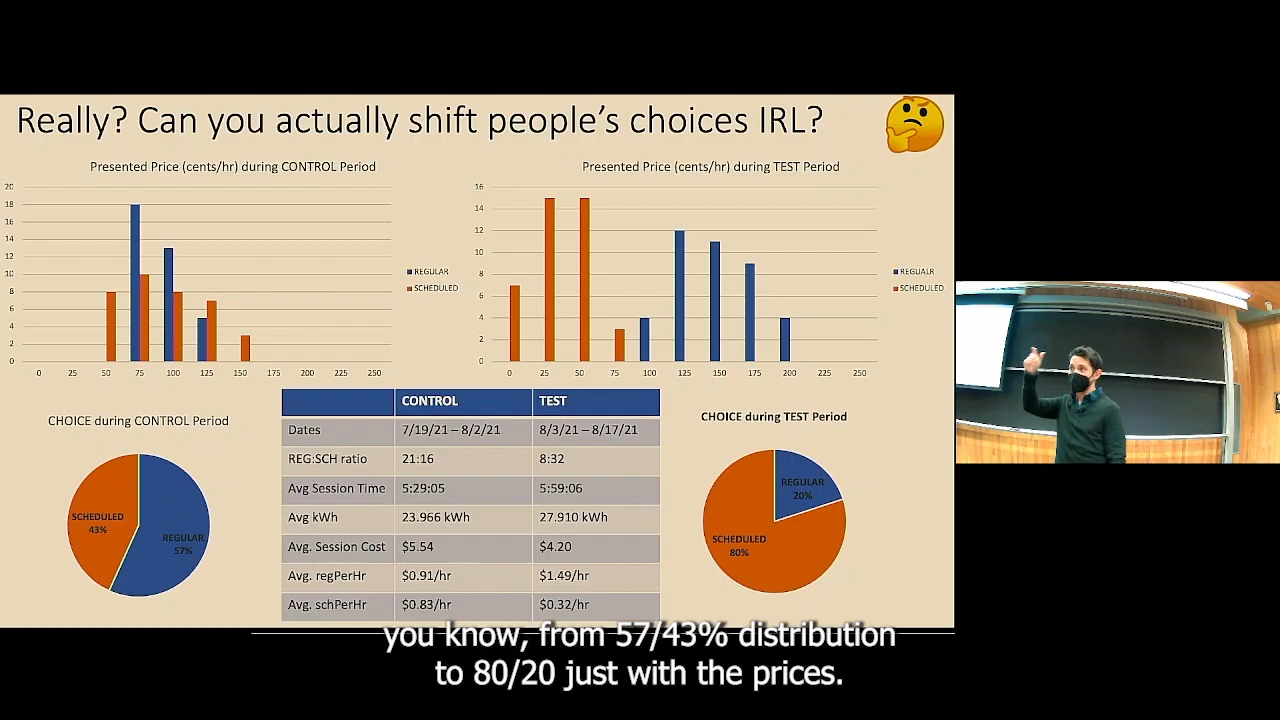 Really? Can you actually shift people's choices IRL?
Presented Price (cents/hr) during CONTROL Period
20
18
16
14
12
10
8
6
4
2
0
0 25 50 75 100 125 150 175 200 225 250
REGULAR
SCHEDULED
Presented Price (cents/hr) during TEST Period
16
14
12
10
8
6
4
2
0
0 25 50 75 100 125 150 175 200 225 250
REGUALR
SCHEDULED
CHOICE during CONTROL Period
SCHEDULED
43%
REGULAR
57%
CONTROL TEST
Dates 7/19/21 – 8/2/21 8/3/21 – 8/17/21
REG:SCH ratio 21:16 8:32
Avg Session Time 5:29:05 5:59:06
Avg kWh 23.966 kWh 27.910 kWh
Avg. Session Cost $5.54 $4.20
Avg. regPerHr $0.91/hr $1.49/hr
Avg. schPerHr $0.83/hr $0.32/hr
CHOICE during TEST Period
REGULAR
20%
SCHEDULED
80%
you know, from 57/43% distribution
to 80/20 just with the prices.